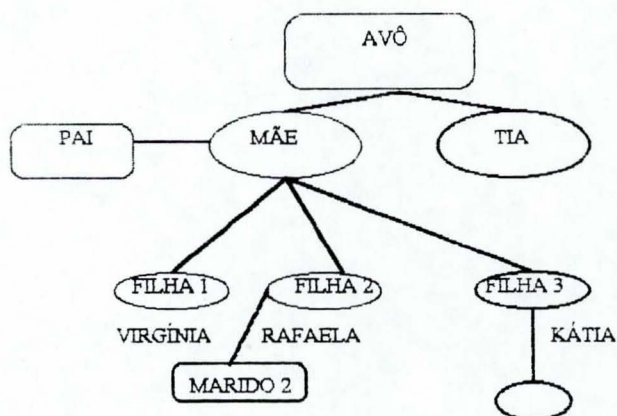 AVÔ
PAI MÃE TIA
FILHA 1 FILHA 2 FILHA 3
VIRGÍNIA RAFAELA KÁTIA
MARIDO 2